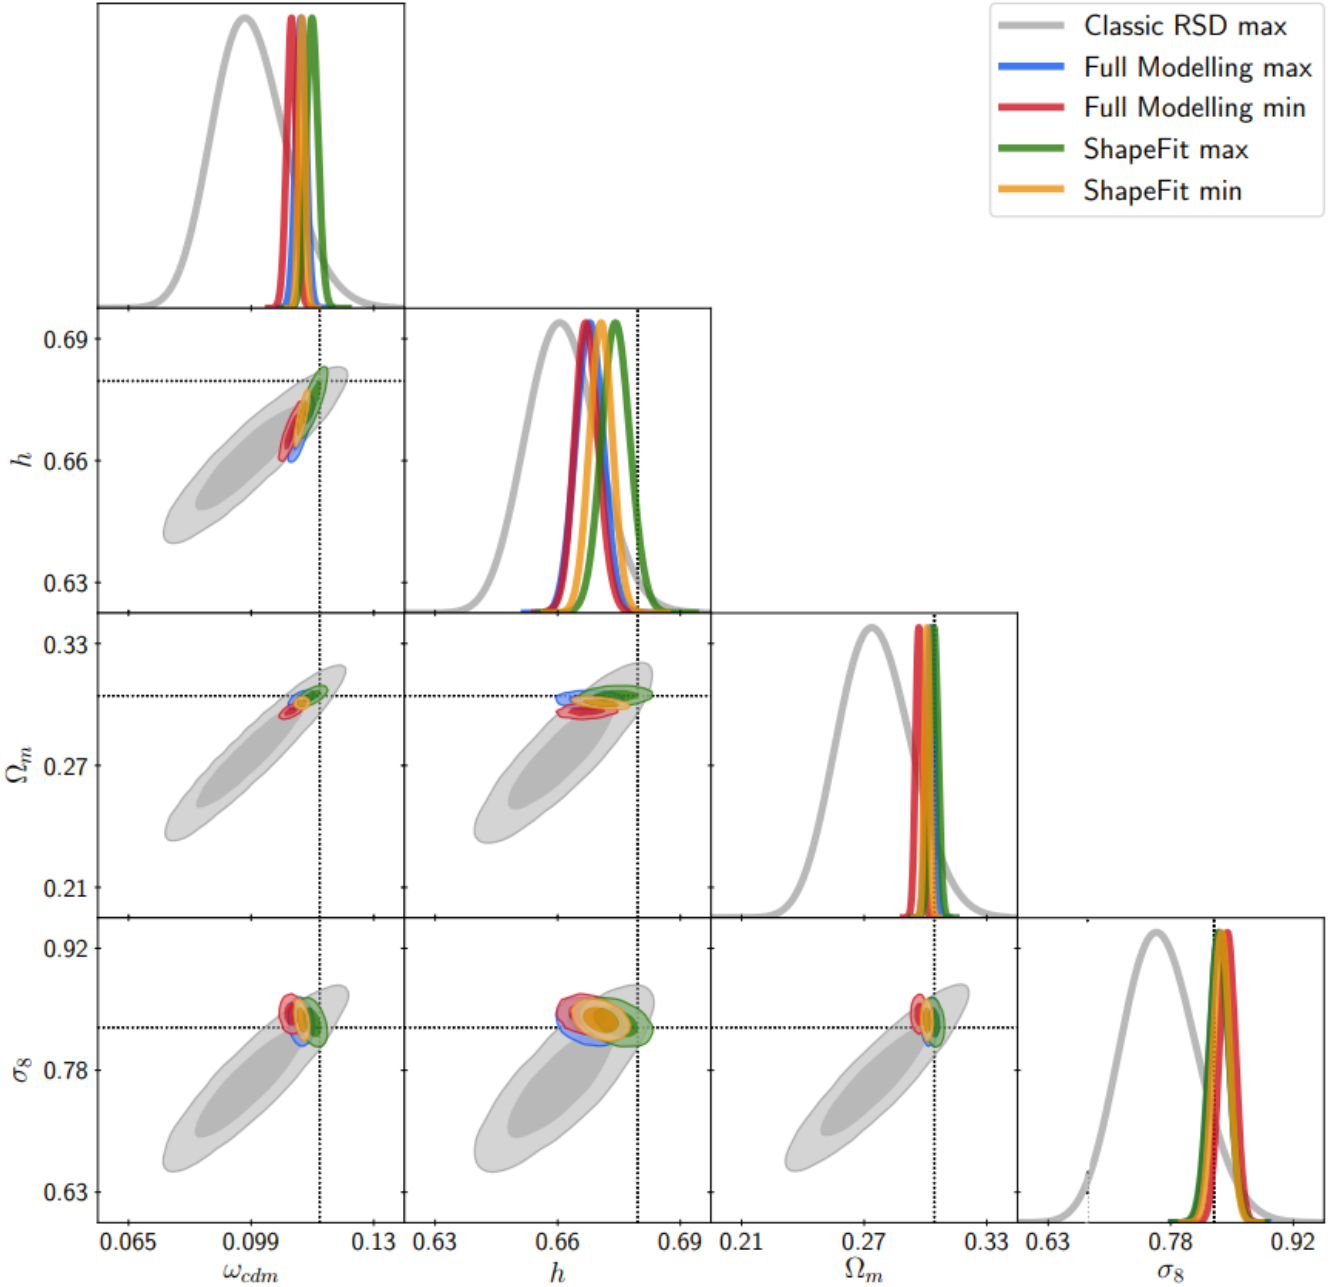 Classic RSD max
Full Modelling max
Full Modelling min
ShapeFit max
ShapeFit min
0.69
0.66
0.63
h
0.33
0.27
0.21
Ωm
0.92
0.78
0.63
σ8
0.065 0.099 0.13 0.63 0.66 0.69 0.21 0.27 0.33 0.63 0.78 0.92
ωcdm h Ωm σ8